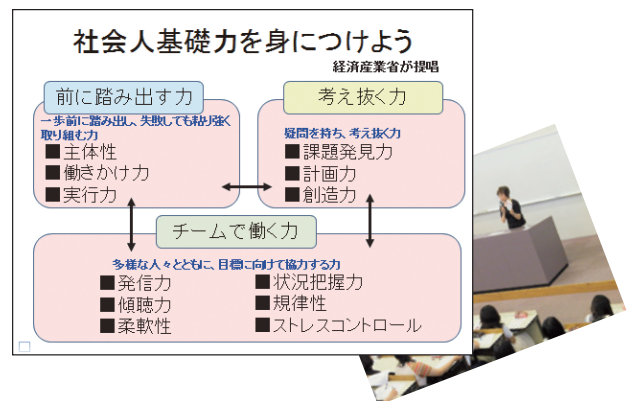 社会人基礎力を身につけよう
経済産業省が提唱
前に踏み出す力
一歩前に踏み出し、失敗しても粘り強く
取り組む力
■主体性
■働きかけ力
■実行力
考え抜く力
疑問を持ち、考え抜く力
■課題発見力
■計画力
■創造力
チームで働く力
多様な人々とともに、目標に向けて協力する力
■発信力
■傾聴力
■柔軟性
■状況把握力
■規律性
■ストレスコントロール